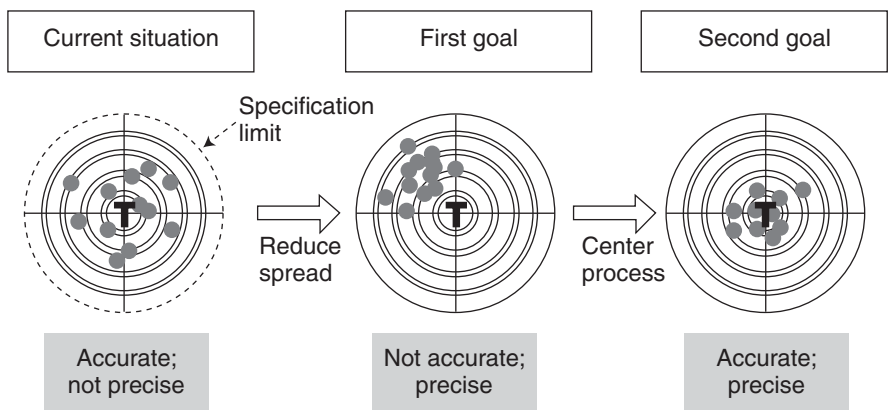 Current situation
First goal
Second goal
Specification
limit
T
T
T
Reduce
spread
Center
process
Accurate;
not precise
Not accurate;
precise
Accurate;
precise